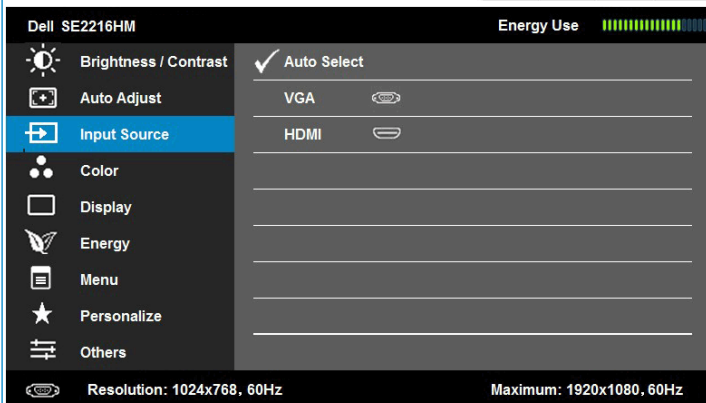 Dell SE2216HM Energy Use
Brightness / Contrast Auto Select
Auto Adjust VGA
Input Source HDMI
Color
Display
Energy
Menu
Personalize
Others
Resolution: 1024x768, 60Hz Maximum: 1920x1080, 60Hz